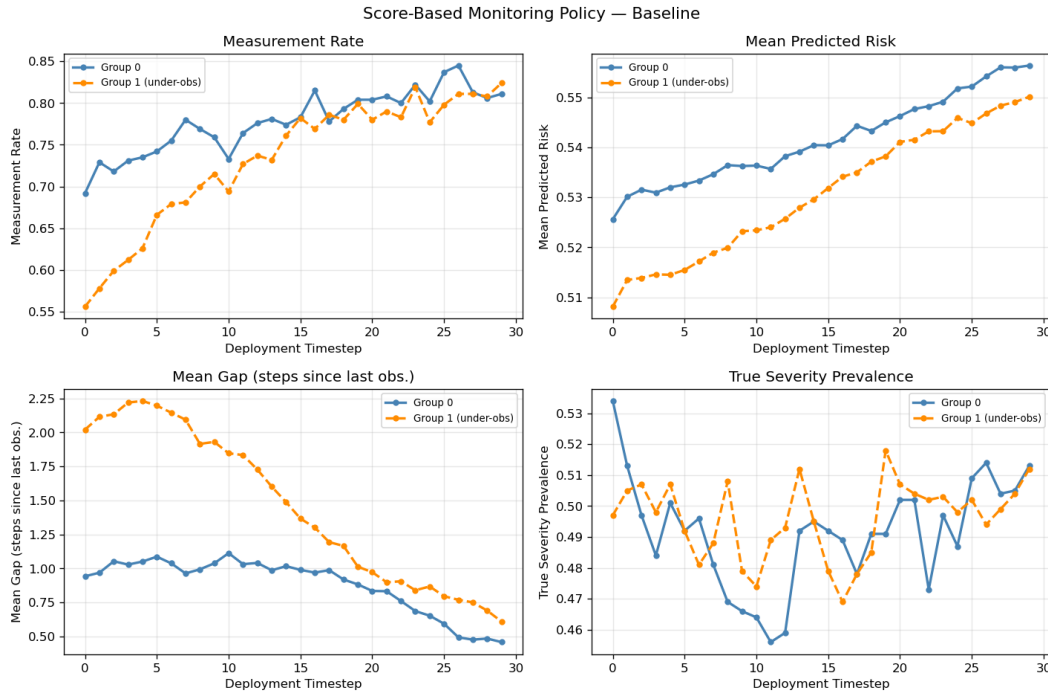 Score-Based Monitoring Policy — Baseline
Measurement Rate
Measurement Rate
0.85
0.80
0.75
0.70
0.65
0.60
0.55
Group 0
Group 1 (under-obs)
0 5 10 15 20 25 30
Deployment Timestep
Mean Predicted Risk
Mean Predicted Risk
0.55
0.54
0.53
0.52
0.51
Group 0
Group 1 (under-obs)
0 5 10 15 20 25 30
Deployment Timestep
Mean Gap (steps since last obs.)
Mean Gap (steps since last obs.)
2.25
2.00
1.75
1.50
1.25
1.00
0.75
0.50
Group 0
Group 1 (under-obs)
0 5 10 15 20 25 30
Deployment Timestep
True Severity Prevalence
True Severity Prevalence
0.53
0.52
0.51
0.50
0.49
0.48
0.47
0.46
Group 0
Group 1 (under-obs)
0 5 10 15 20 25 30
Deployment Timestep